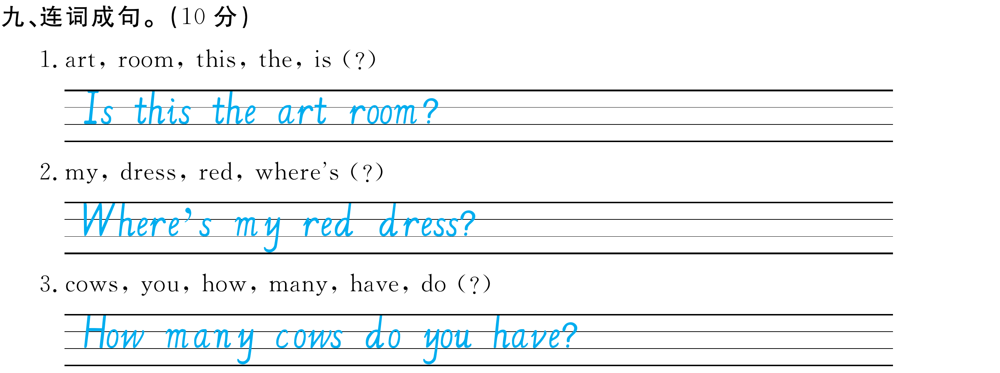 九、连词成句。(10 分)
1. art, room, this, the, is (?)
Is this the art room?
2. my, dress, red, where's (?)
Where's my red dress?
3. cows, you, how, many, have, do (?)
How many cows do you have?